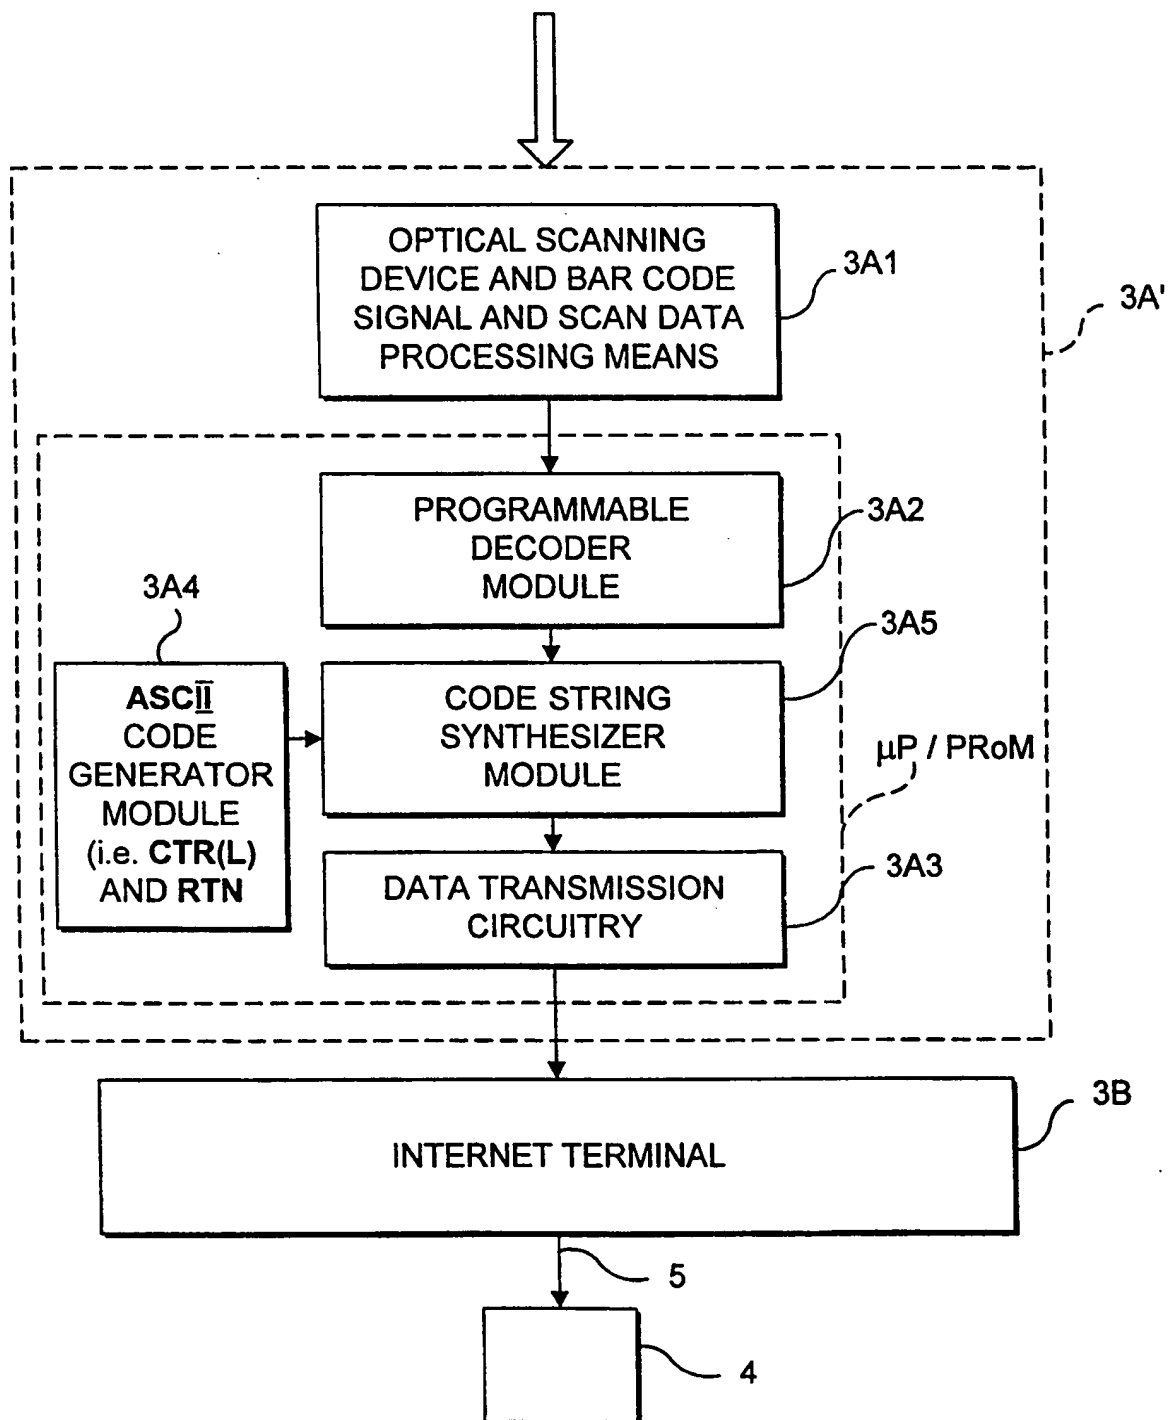 OPTICAL SCANNING
DEVICE AND BAR CODE
SIGNAL AND SCAN DATA
PROCESSING MEANS
3A1
3A'
PROGRAMMABLE
DECODER
MODULE
3A2
3A4
ASCII
CODE
GENERATOR
MODULE
(i.e. CTR(L)
AND RTN
CODE STRING
SYNTHESIZER
MODULE
3A5
μP / PRoM
DATA TRANSMISSION
CIRCUITRY
3A3
INTERNET TERMINAL
3B
5
4